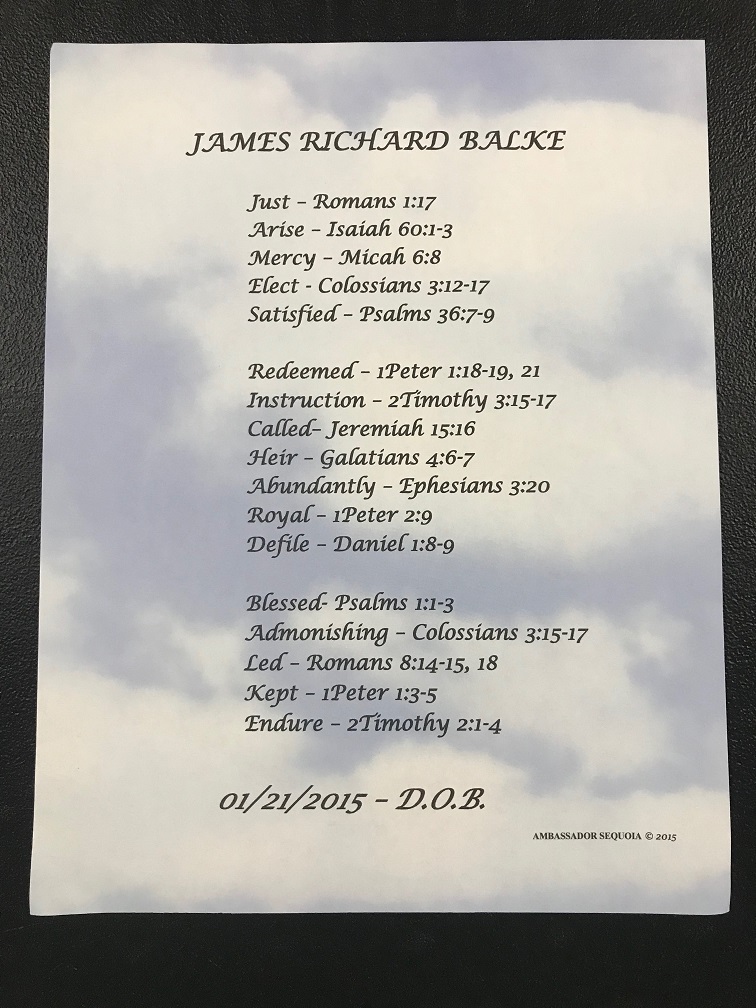 JAMES RICHARD BALKE
Just – Romans 1:17
Arise – Isaiah 60:1-3
Mercy – Micah 6:8
Elect - Colossians 3:12-17
Satisfied – Psalms 36:7-9
Redeemed – 1Peter 1:18-19, 21
Instruction – 2Timothy 3:15-17
Called– Jeremiah 15:16
Heir – Galatians 4:6-7
Abundantly – Ephesians 3:20
Royal – 1Peter 2:9
Defile – Daniel 1:8-9
Blessed- Psalms 1:1-3
Admonishing – Colossians 3:15-17
Led – Romans 8:14-15, 18
Kept – 1Peter 1:3-5
Endure – 2Timothy 2:1-4
01/21/2015 – D.O.B.
AMBASSADOR SEQUOIA © 2015